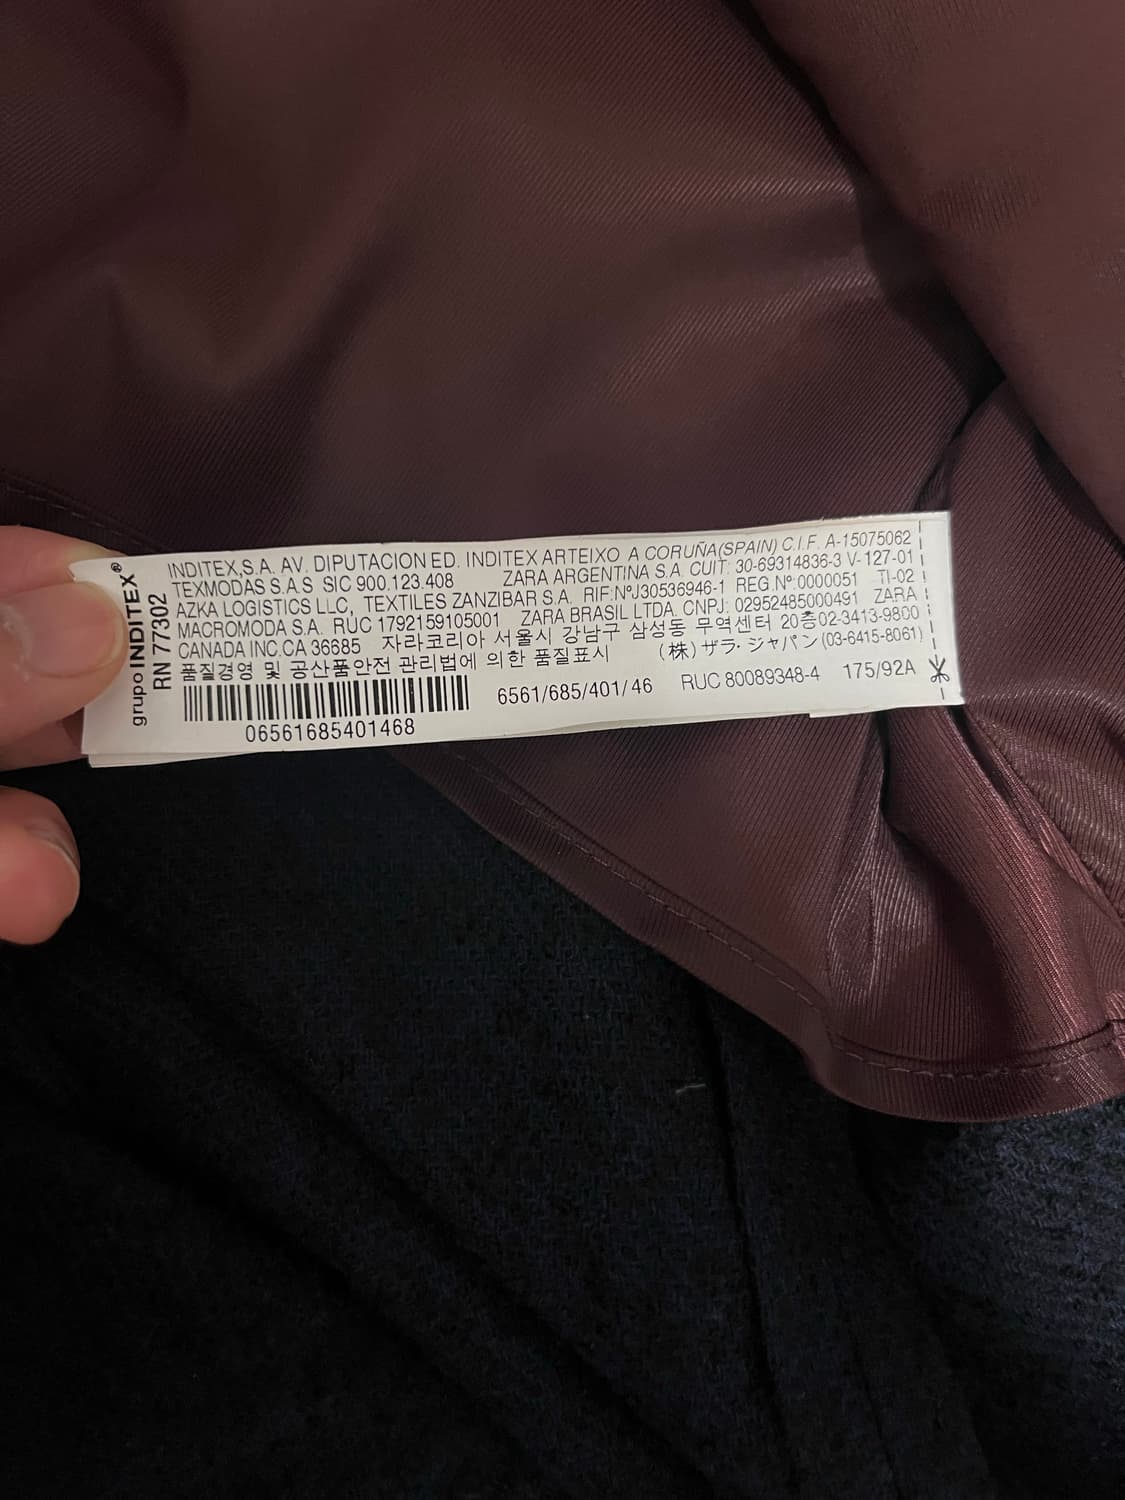 grupo INDITEX®
RN 77302
INDITEX,S.A. AV. DIPUTACION ED. INDITEX ARTEIXO A CORUÑA(SPAIN) C.I.F. A-15075062
TEXMODAS S.A.S SIC 900.123.408 ZARA ARGENTINA S.A. CUIT: 30-69314836-3 V-127-01
AZKA LOGISTICS LLC, TEXTILES ZANZIBAR S.A. RIF:NºJ30536946-1 REG.Nº:0000051 TI-02
MACROMODA S.A. RUC 1792159105001 ZARA BRASIL LTDA. CNPJ: 02952485000491 ZARA
CANADA INC.CA 36685 자라코리아 서울시 강남구 삼성동 무역센터 20층02-3413-9800
품질경영 및 공산품안전 관리법에 의한 품질표시 (株) ザラ・ジャパン (03-6415-8061)
6561/685/401/46 RUC 80089348-4 175/92A
06561685401468